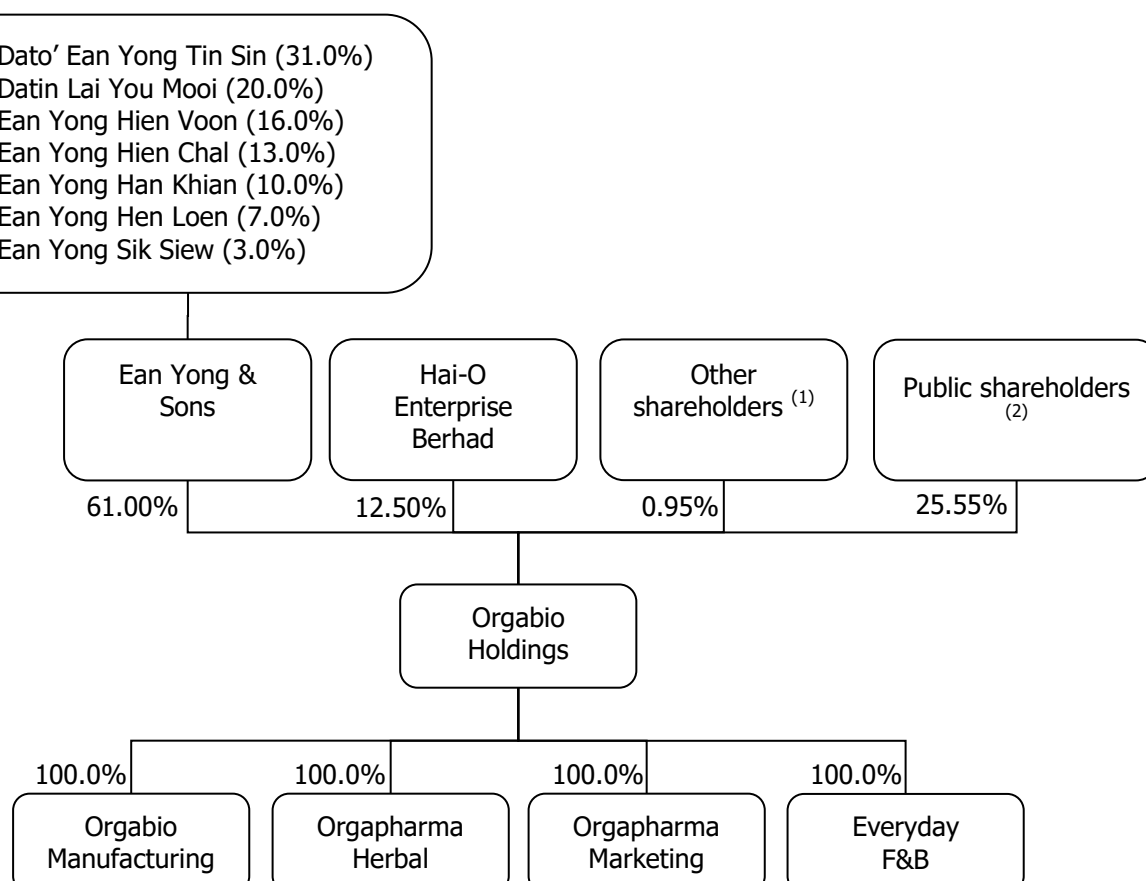 Dato’ Ean Yong Tin Sin (31.0%)
Datin Lai You Mooi (20.0%)
Ean Yong Hien Voon (16.0%)
Ean Yong Hien Chal (13.0%)
Ean Yong Han Khian (10.0%)
Ean Yong Hen Loen (7.0%)
Ean Yong Sik Siew (3.0%)
Ean Yong &
Sons
Hai-O
Enterprise
Berhad
Other
shareholders (1)
Public shareholders
(2)
61.00%
12.50%
0.95%
25.55%
Orgabio
Holdings
100.0%
100.0%
100.0%
100.0%
Orgabio
Manufacturing
Orgapharma
Herbal
Orgapharma
Marketing
Everyday
F&B